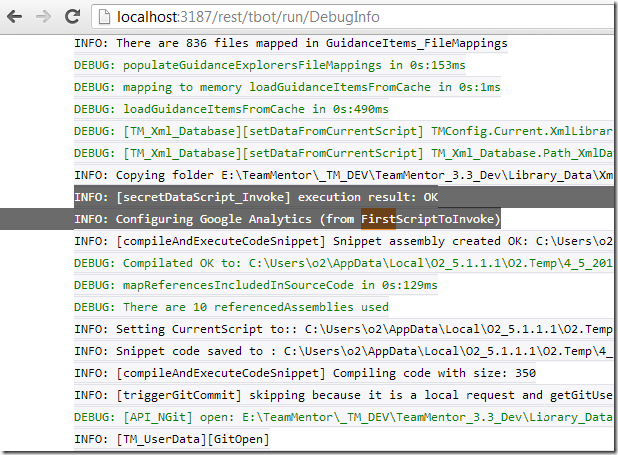 localhost:3187/rest/tbot/run/DebugInfo
INFO: There are 836 files mapped in GuidanceItems_FileMappings
DEBUG: populateGuidanceExplorersFileMappings in 0s:153ms
DEBUG: mapping to memory loadGuidanceItemsFromCache in 0s:1ms
DEBUG: loadGuidanceItemsFromCache in 0s:490ms
DEBUG: [TM_Xml_Database][setDataFromCurrentScript] TMConfig.Current.XmlLibrar
DEBUG: [TM_Xml_Database][setDataFromCurrentScript] TM_Xml_Database.Path_XmlDa
INFO: Copying folder E:\TeamMentor\_TM_DEV\TeamMentor_3.3_Dev\Library_Data\Xm
INFO: [secretDataScript_Invoke] execution result: OK
INFO: Configuring Google Analytics (from FirstScriptToInvoke)
INFO: [compileAndExecuteCodeSnippet] Snippet assembly created OK: C:\Users\o2
DEBUG: Compilated OK to: C:\Users\o2\AppData\Local\O2_5.1.1.1\O2.Temp\4_5_201
DEBUG: mapReferencesIncludedInSourceCode in 0s:129ms
DEBUG: There are 10 referencedAssemblies used
INFO: Setting CurrentScript to:: C:\Users\o2\AppData\Local\O2_5.1.1.1\O2.Temp
INFO: Snippet code saved to : C:\Users\o2\AppData\Local\O2_5.1.1.1\O2.Temp\4_
INFO: [compileAndExecuteCodeSnippet] Compiling code with size: 350
INFO: [triggerGitCommit] skipping because it is a local request and getGitUse
DEBUG: [API_NGit] open: E:\TeamMentor\_TM_DEV\TeamMentor_3.3_Dev\Library_Data
INFO: [TM_UserData][GitOpen]